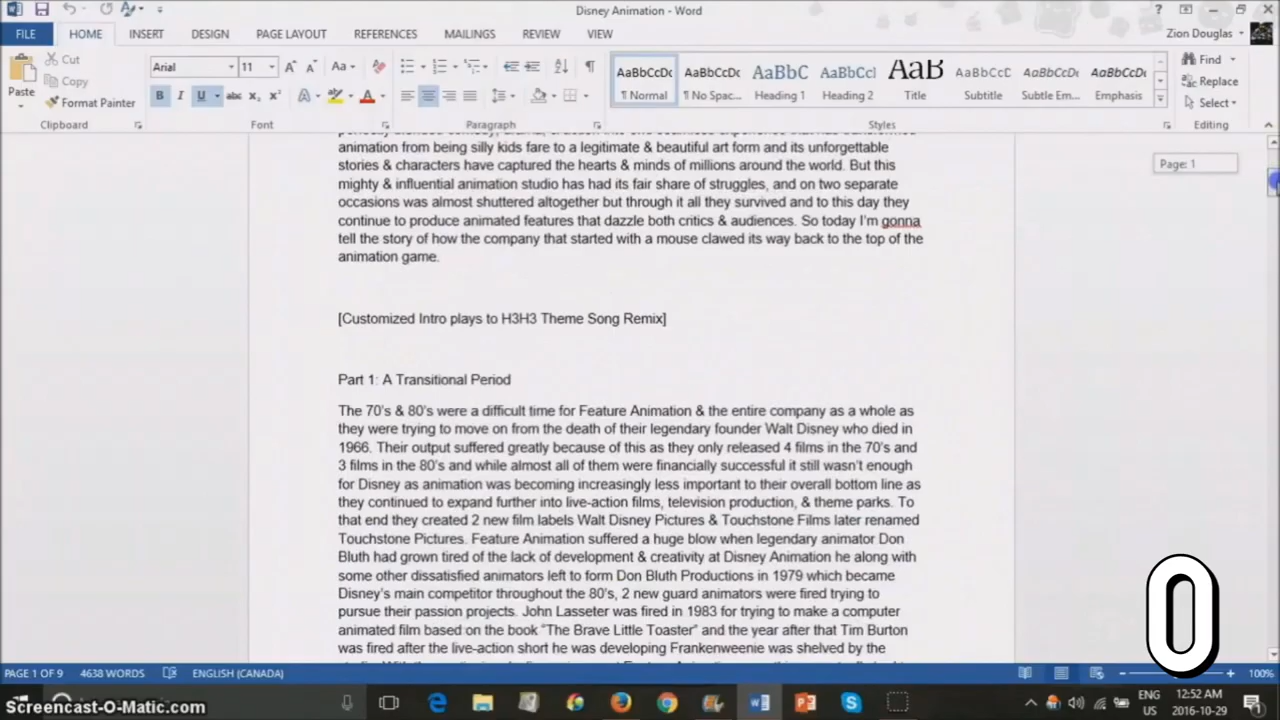 Disney Animation - Word
FILE HOME INSERT DESIGN PAGE LAYOUT REFERENCES MAILINGS REVIEW VIEW Zion Douglas
Paste Cut Copy Format Painter
Arial 11
AaBbCcDc AaBbCcDc AaBbC AaBbCc AaB AaBbCcD AaBbCcDc AaBbCcDc
¶ Normal ¶ No Spac... Heading 1 Heading 2 Title Subtitle Subtle Em... Emphasis
Find Replace Select
Clipboard Font Paragraph Styles Editing
Page: 1
animation from being silly kids fare to a legitimate & beautiful art form and its unforgettable
stories & characters have captured the hearts & minds of millions around the world. But this
mighty & influential animation studio has had its fair share of struggles, and on two separate
occasions was almost shuttered altogether but through it all they survived and to this day they
continue to produce animated features that dazzle both critics & audiences. So today I'm gonna
tell the story of how the company that started with a mouse clawed its way back to the top of the
animation game.
[Customized Intro plays to H3H3 Theme Song Remix]
Part 1: A Transitional Period
The 70's & 80's were a difficult time for Feature Animation & the entire company as a whole as
they were trying to move on from the death of their legendary founder Walt Disney who died in
1966. Their output suffered greatly because of this as they only released 4 films in the 70's and
3 films in the 80's and while almost all of them were financially successful it still wasn't enough
for Disney as animation was becoming increasingly less important to their overall bottom line as
they continued to expand further into live-action films, television production, & theme parks. To
that end they created 2 new film labels Walt Disney Pictures & Touchstone Films later renamed
Touchstone Pictures. Feature Animation suffered a huge blow when legendary animator Don
Bluth had grown tired of the lack of development & creativity at Disney Animation he along with
some other dissatisfied animators left to form Don Bluth Productions in 1979 which became
Disney's main competitor throughout the 80's, 2 new guard animators were fired trying to
pursue their passion projects. John Lasseter was fired in 1983 for trying to make a computer
animated film based on the book "The Brave Little Toaster" and the year after that Tim Burton
was fired after the live-action short he was developing Frankenweenie was shelved by the
0
PAGE 1 OF 9 4638 WORDS ENGLISH (CANADA) 100%
Screencast-O-Matic.com
ENG 12:52 AM
US 2016-10-29